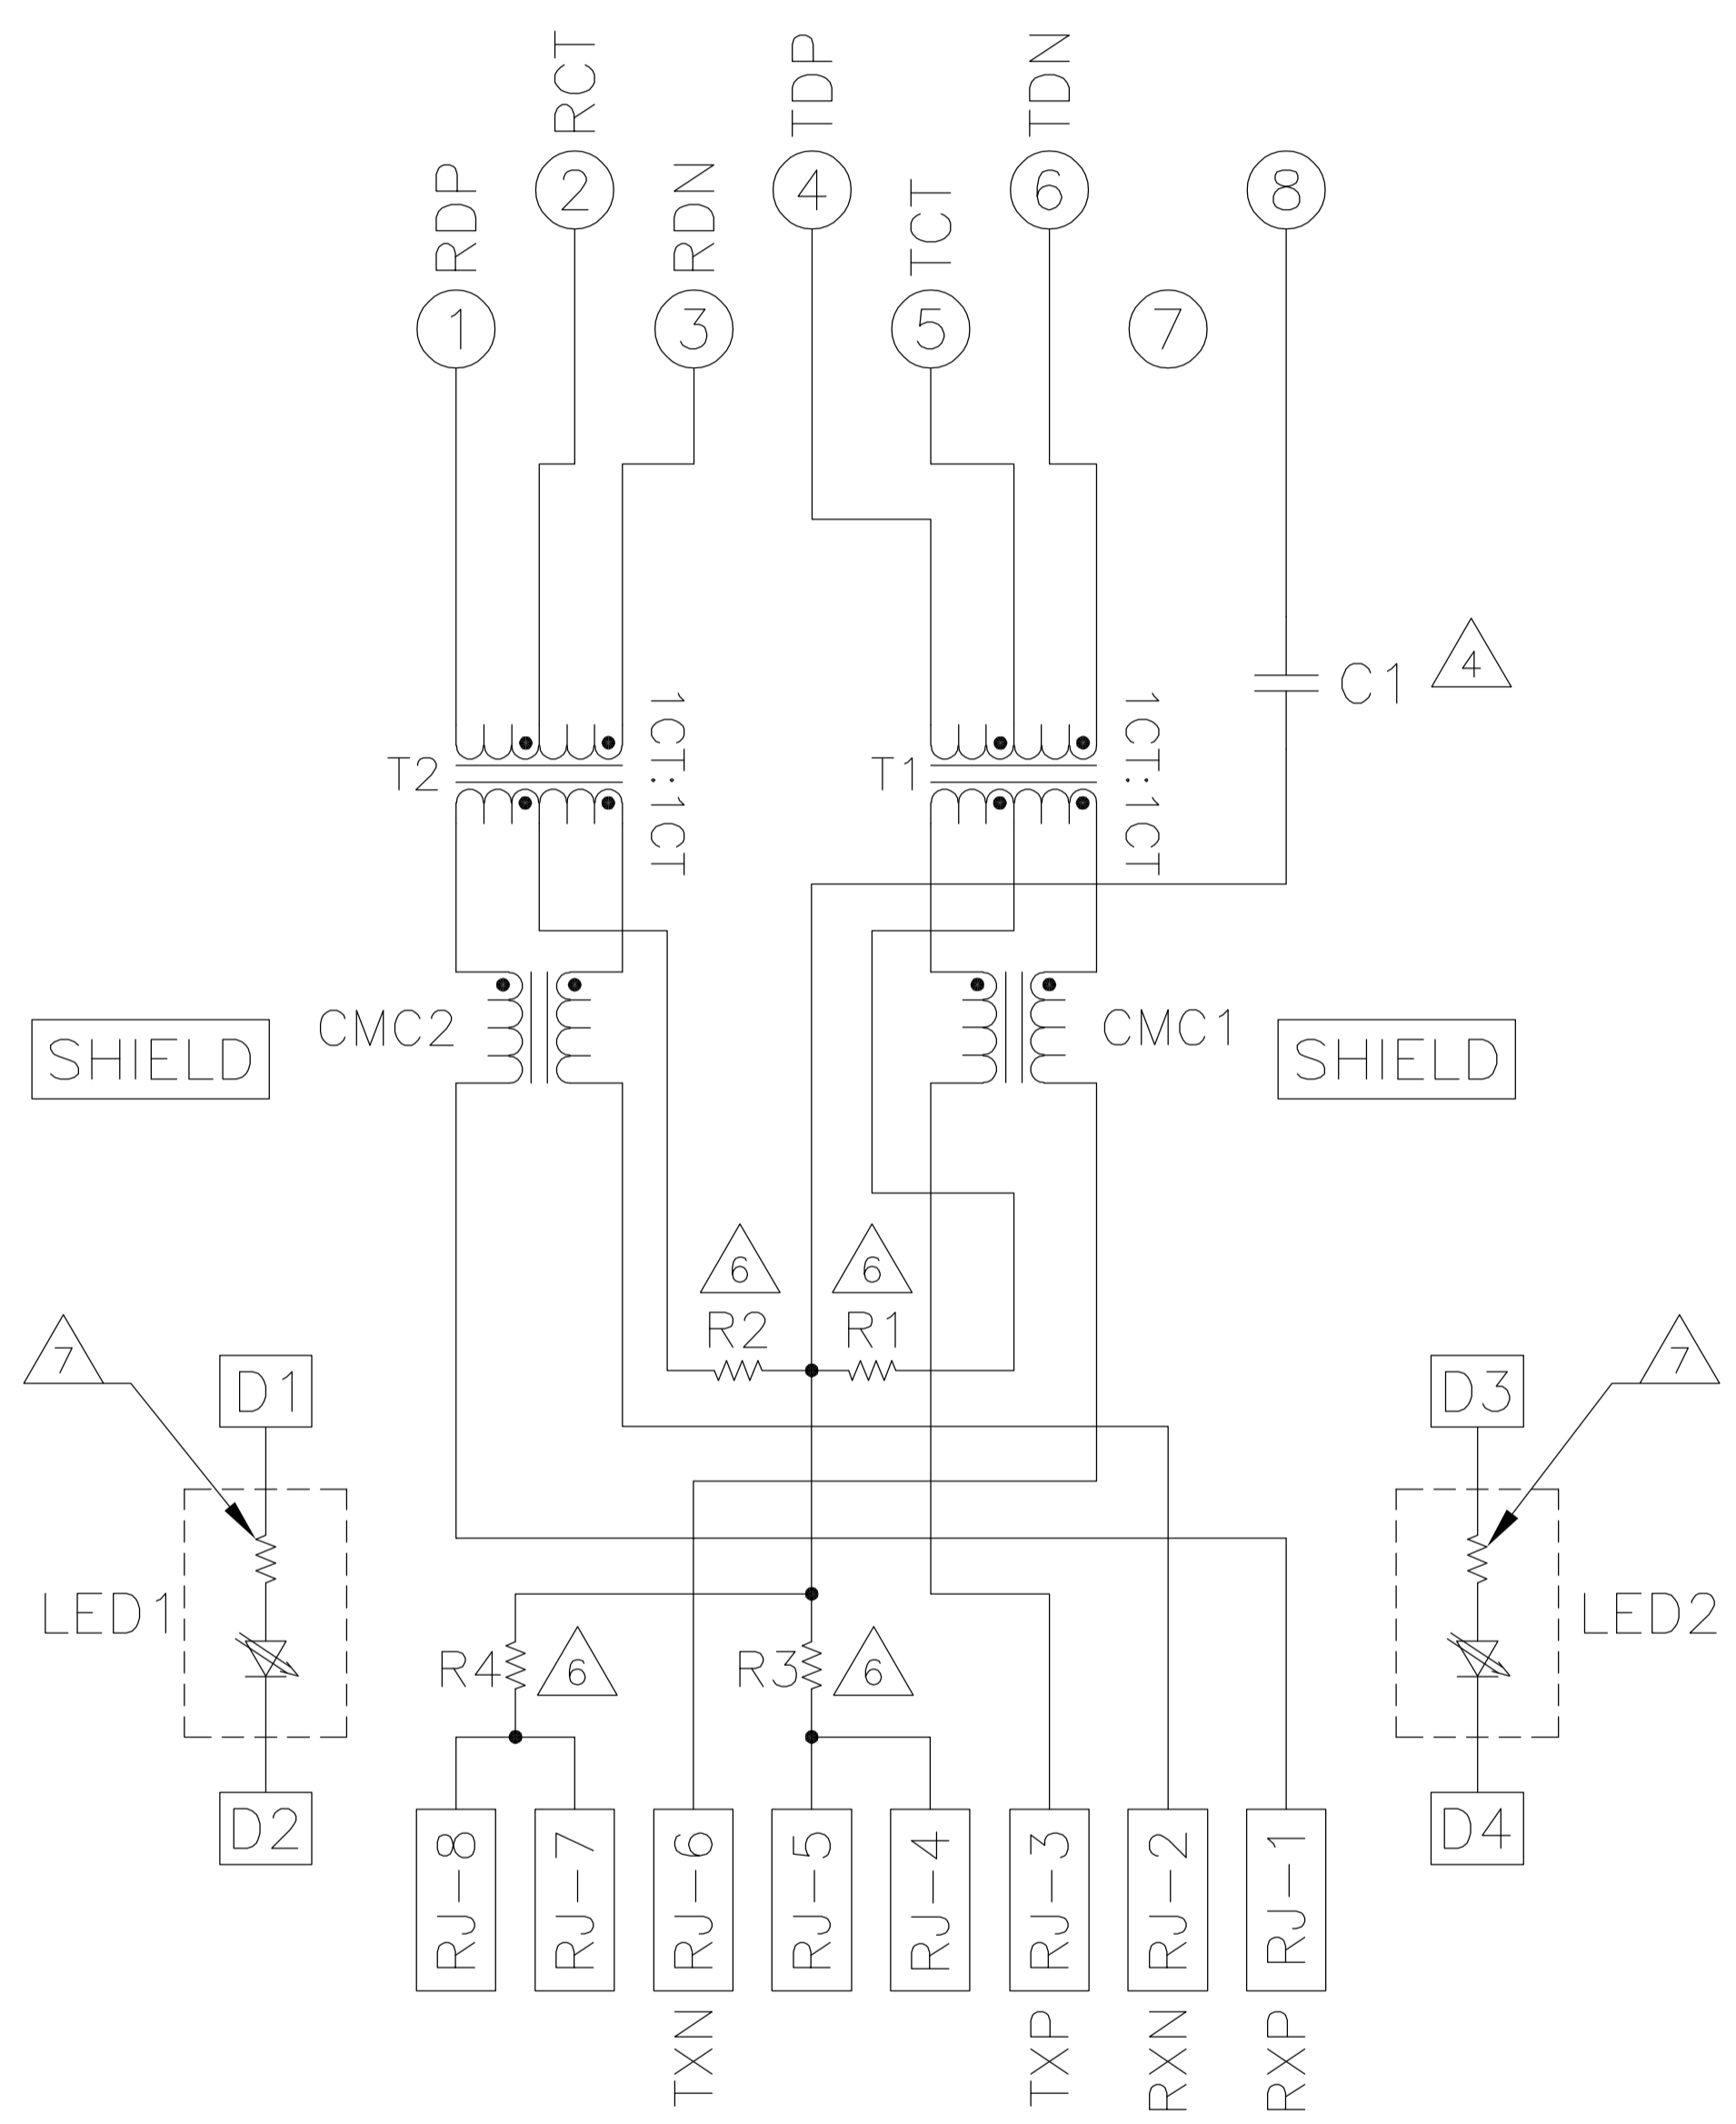 RCT
TDP
TDN
RDP
2
RDN
4
TCT
6
8
1
3
5
7
C1
4
T2
1CT:1CT
T1
1CT:1CT
SHIELD
CMC2
CMC1
SHIELD
6
6
R2
R1
7
7
D1
D3
LED1
LED2
R4
6
R3
6
D2
D4
RJ-8
RJ-7
RJ-6
RJ-5
RJ-4
RJ-3
RJ-2
RJ-1
TXN
TXP
RXN
RXP